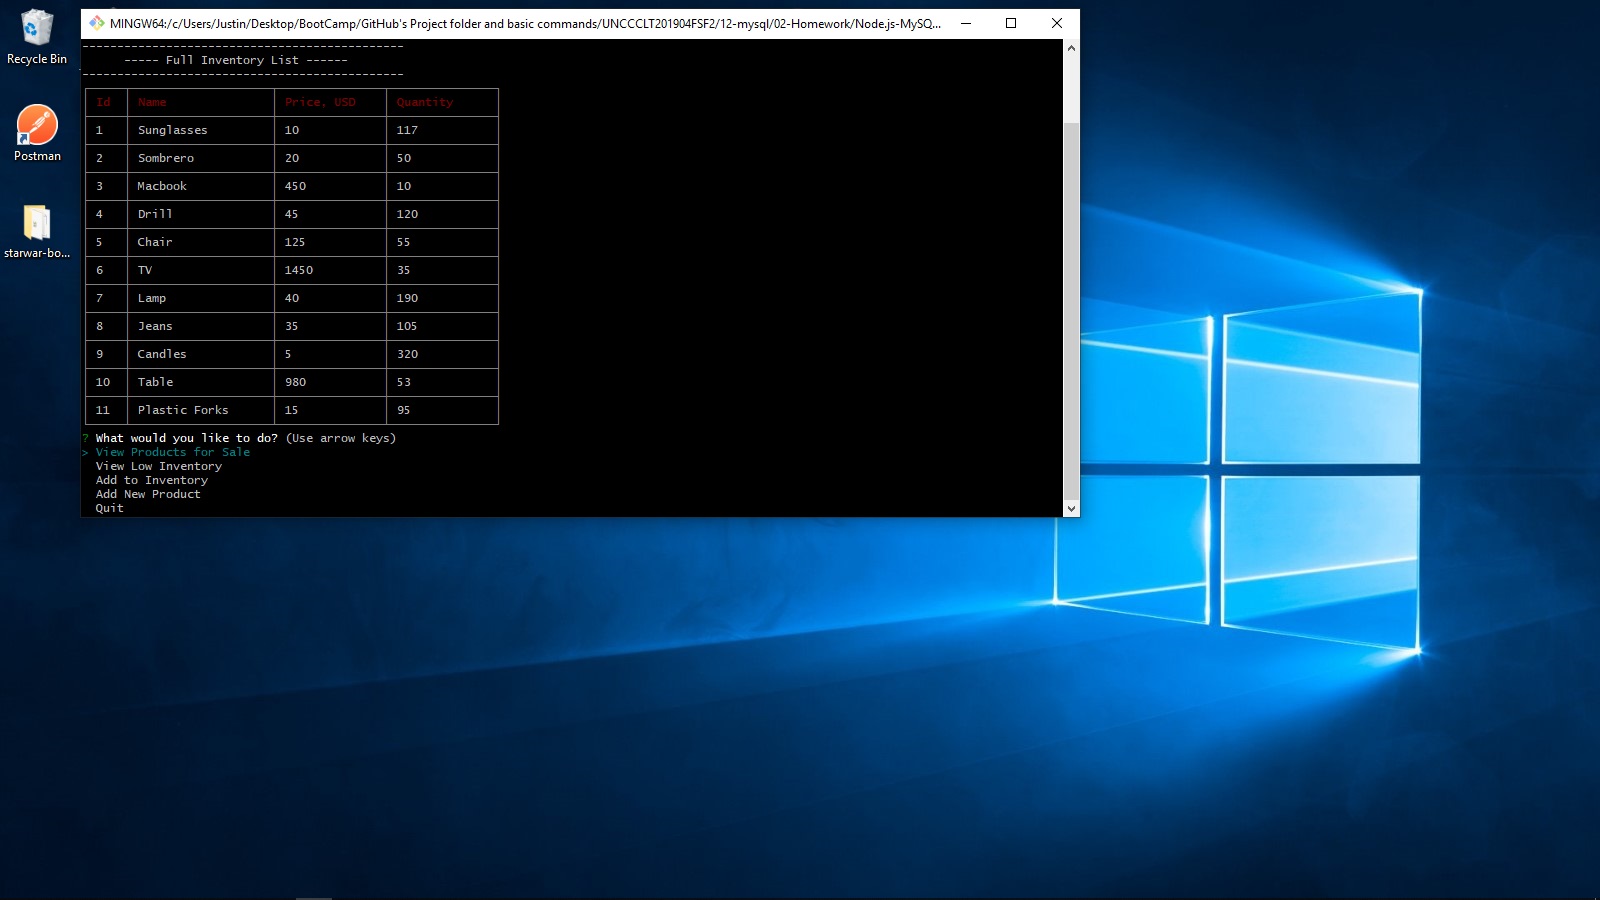 Recycle Bin
Postman
starwar-bo...
MINGW64:/c/Users/Justin/Desktop/BootCamp/GitHub's Project folder and basic commands/UNCCCLT201904FSF2/12-mysql/02-Homework/Node.js-MySQ...
--------------------------------------------
----- Full Inventory List ------
--------------------------------------------
Id Name Price, USD Quantity
1 Sunglasses 10 117
2 Sombrero 20 50
3 Macbook 450 10
4 Drill 45 120
5 Chair 125 55
6 TV 1450 35
7 Lamp 40 190
8 Jeans 35 105
9 Candles 5 320
10 Table 980 53
11 Plastic Forks 15 95
? What would you like to do? (Use arrow keys)
> View Products for Sale
View Low Inventory
Add to Inventory
Add New Product
Quit